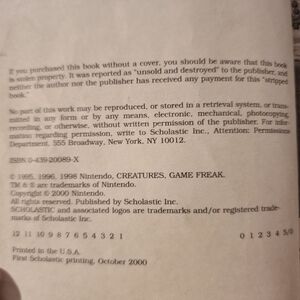 If you purchased this book without a cover, you should be aware that this book
is stolen property. It was reported as "unsold and destroyed" to the publisher, and
neither the author nor the publisher has received any payment for this "stripped
book."
No part of this work may be reproduced, or stored in a retrieval system, or trans-
mitted in any form or by any means, electronic, mechanical, photocopying,
recording, or otherwise, without written permission of the publisher. For infor-
mation regarding permission, write to Scholastic Inc., Attention: Permissions
Department, 555 Broadway, New York, NY 10012.
ISBN 0-439-20089-X
© 1995, 1996, 1998 Nintendo, CREATURES, GAME FREAK.
TM & ® are trademarks of Nintendo.
Copyright © 2000 Nintendo.
All rights reserved. Published by Scholastic Inc.
SCHOLASTIC and associated logos are trademarks and/or registered trade-
marks of Scholastic Inc.
12 11 10 9 8 7 6 5 4 3 2 1 0 1 2 3 4 5/0
Printed in the U.S.A.
First Scholastic printing, October 2000